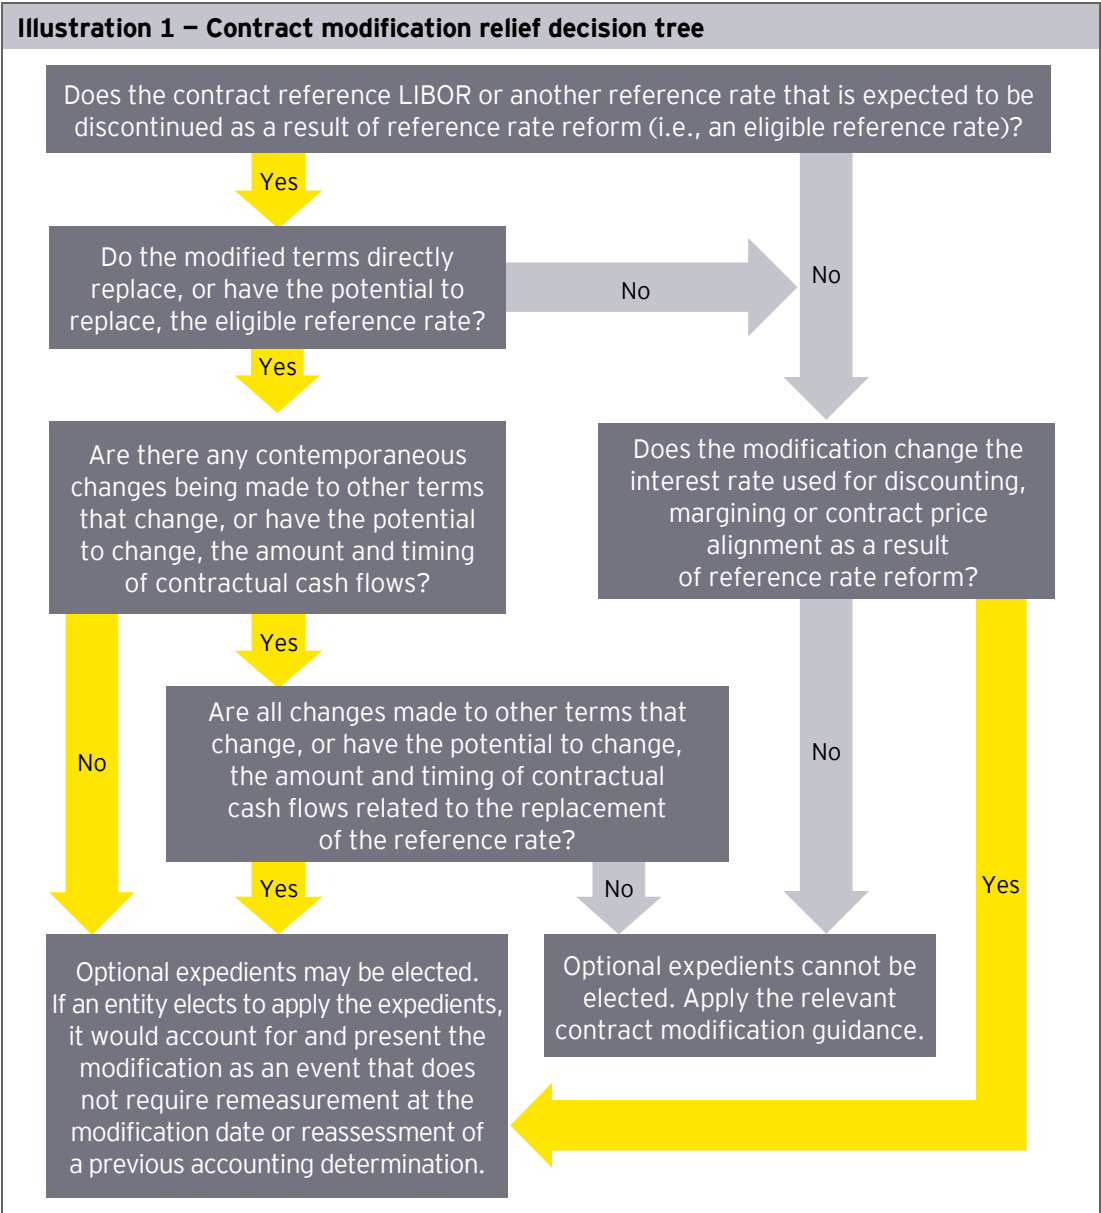 Illustration 1 – Contract modification relief decision tree
Does the contract reference LIBOR or another reference rate that is expected to be
discontinued as a result of reference rate reform (i.e., an eligible reference rate)?
Yes
No
Do the modified terms directly
replace, or have the potential to
replace, the eligible reference rate?
No
Yes
Are there any contemporaneous
changes being made to other terms
that change, or have the potential
to change, the amount and timing
of contractual cash flows?
Does the modification change the
interest rate used for discounting,
margining or contract price
alignment as a result
of reference rate reform?
No
Yes
Are all changes made to other terms that
change, or have the potential to change,
the amount and timing of contractual
cash flows related to the replacement
of the reference rate?
No
Yes
Yes
No
Optional expedients may be elected.
If an entity elects to apply the expedients,
it would account for and present the
modification as an event that does
not require remeasurement at the
modification date or reassessment of
a previous accounting determination.
Optional expedients cannot be
elected. Apply the relevant
contract modification guidance.